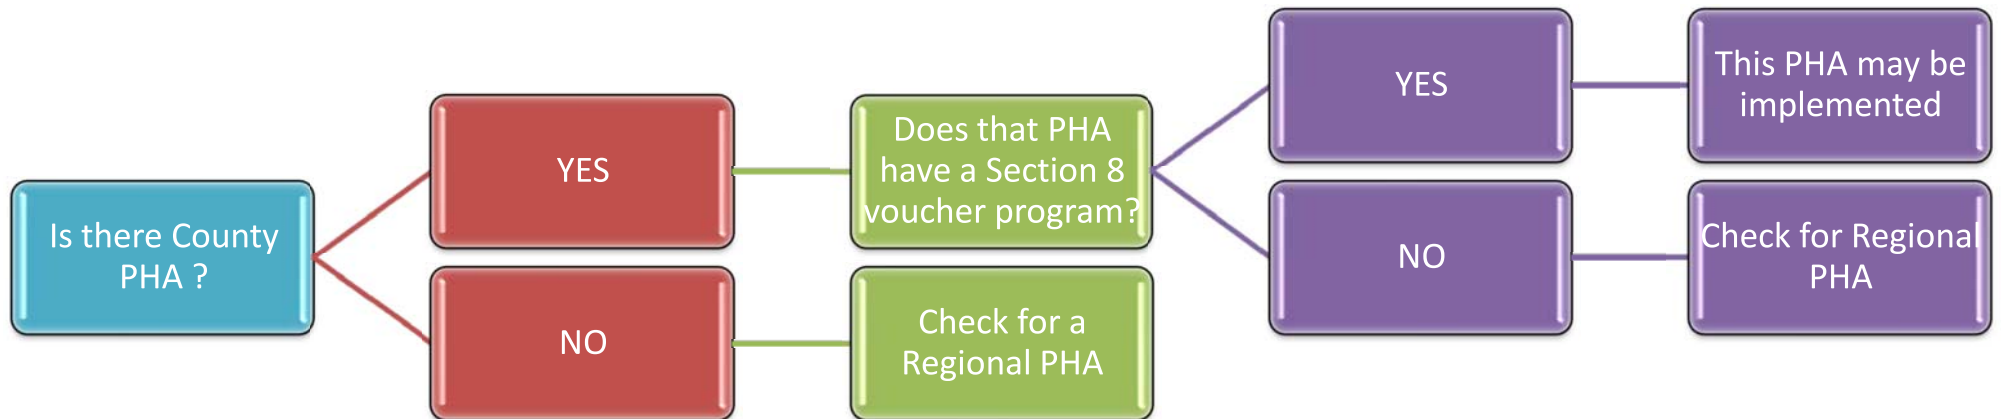 Is there County
PHA ?
YES
NO
Does that PHA
have a Section 8
voucher program?
Check for a
Regional PHA
YES
NO
This PHA may be
implemented
Check for Regional
PHA